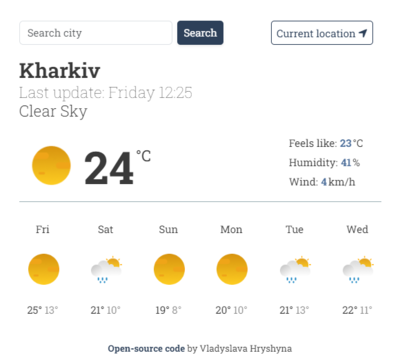 Search city
Search
Current location
Kharkiv
Last update: Friday 12:25
Clear Sky
24
°C
Feels like: 23°C
Humidity: 41%
Wind: 4km/h
Fri Sat Sun Mon Tue Wed
25° 13° 21° 10° 19° 8° 20° 10° 21° 13° 22° 11°
Open-source code by Vladyslava Hryshyna